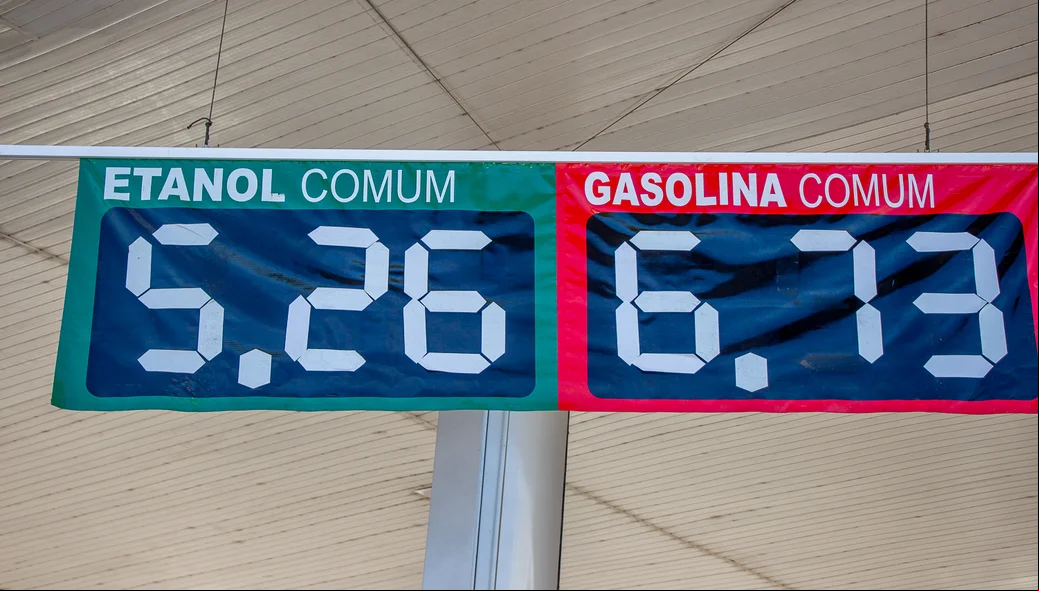 ETANOL COMUM
5.26
GASOLINA COMUM
6.73